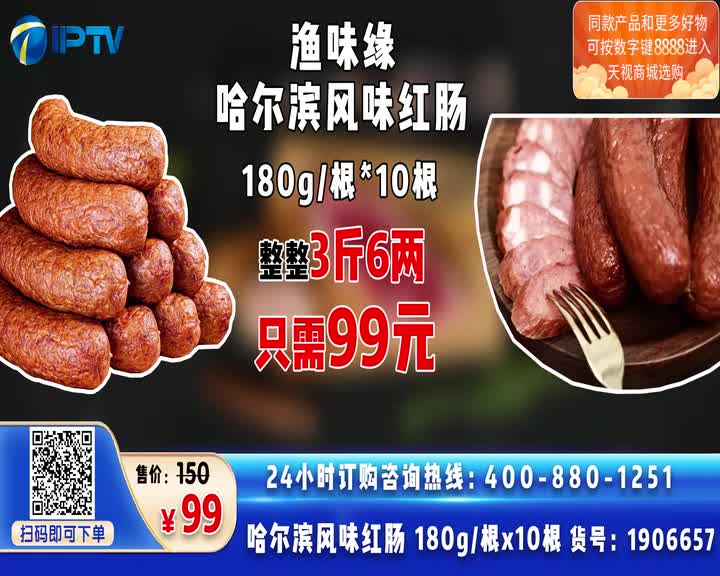 IPTV
同款产品和更多好物
可按数字键8888进入
天视商城选购
渔味缘
哈尔滨风味红肠
180g/根*10根
整整3斤6两
只需99元
售价：150
¥99
扫码即可下单
24小时订购咨询热线：400-880-1251
哈尔滨风味红肠 180g/根x10根 货号：1906657